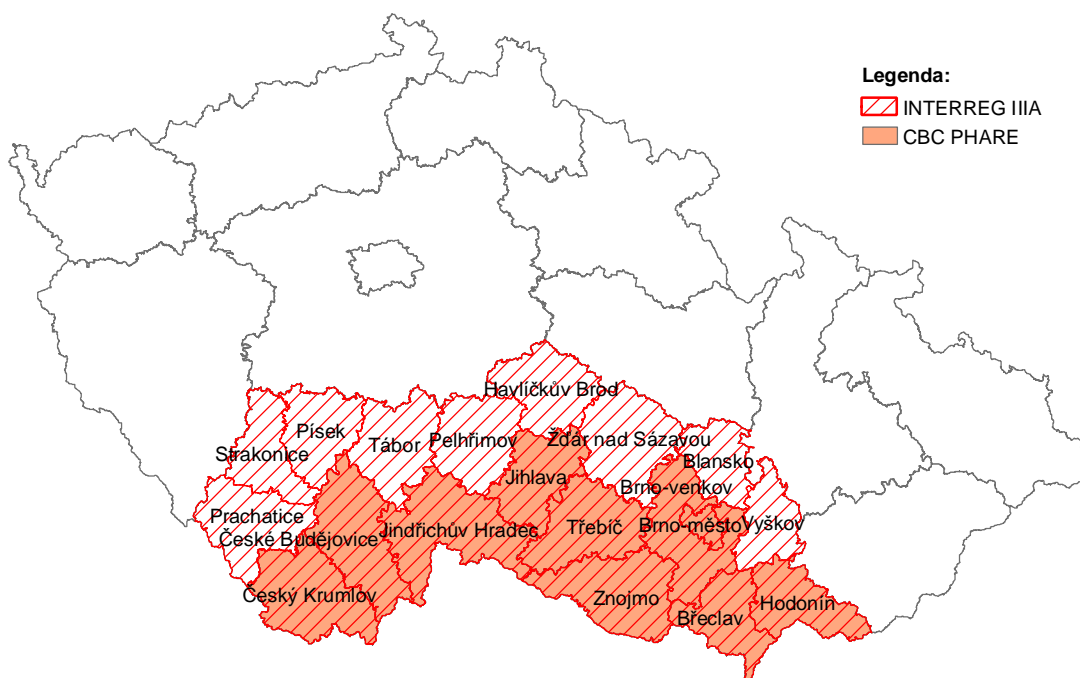 Legenda:
INTERREG IIIA
CBC PHARE
Havlíčkův Brod
Písek
Tábor
Pelhřimov
Žďár nad Sázavou
Strakonice
Blansko
Jihlava
Brno-venkov
Prachatice
Jindřichův Hradec
Třebíč
Brno-město
Vyškov
České Budějovice
Český Krumlov
Znojmo
Hodonín
Břeclav